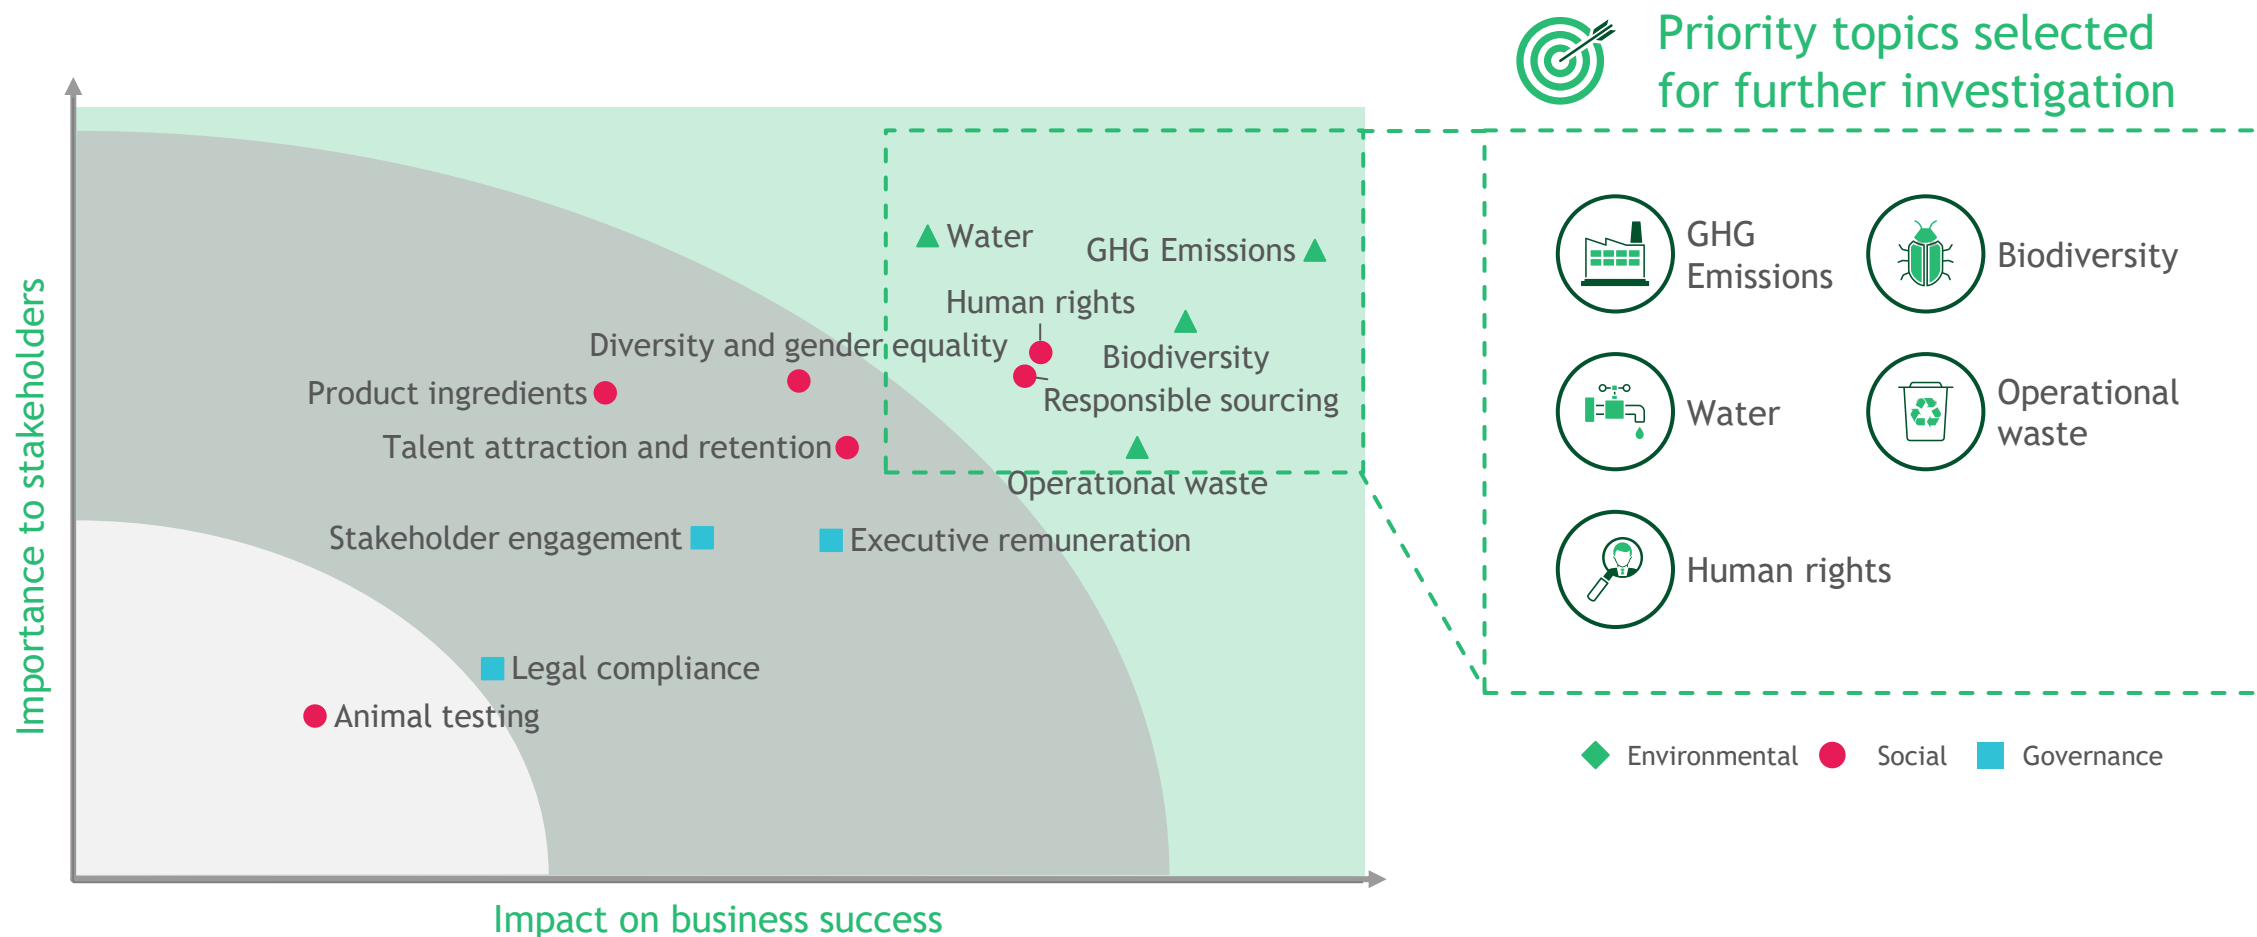 Priority topics selected
for further investigation
Importance to stakeholders
Water
GHG Emissions
Human rights
Diversity and gender equality
Biodiversity
Product ingredients
Responsible sourcing
Talent attraction and retention
Operational waste
Stakeholder engagement
Executive remuneration
Legal compliance
Animal testing
Impact on business success
GHG
Emissions
Biodiversity
Water
Operational
waste
Human rights
Environmental
Social
Governance